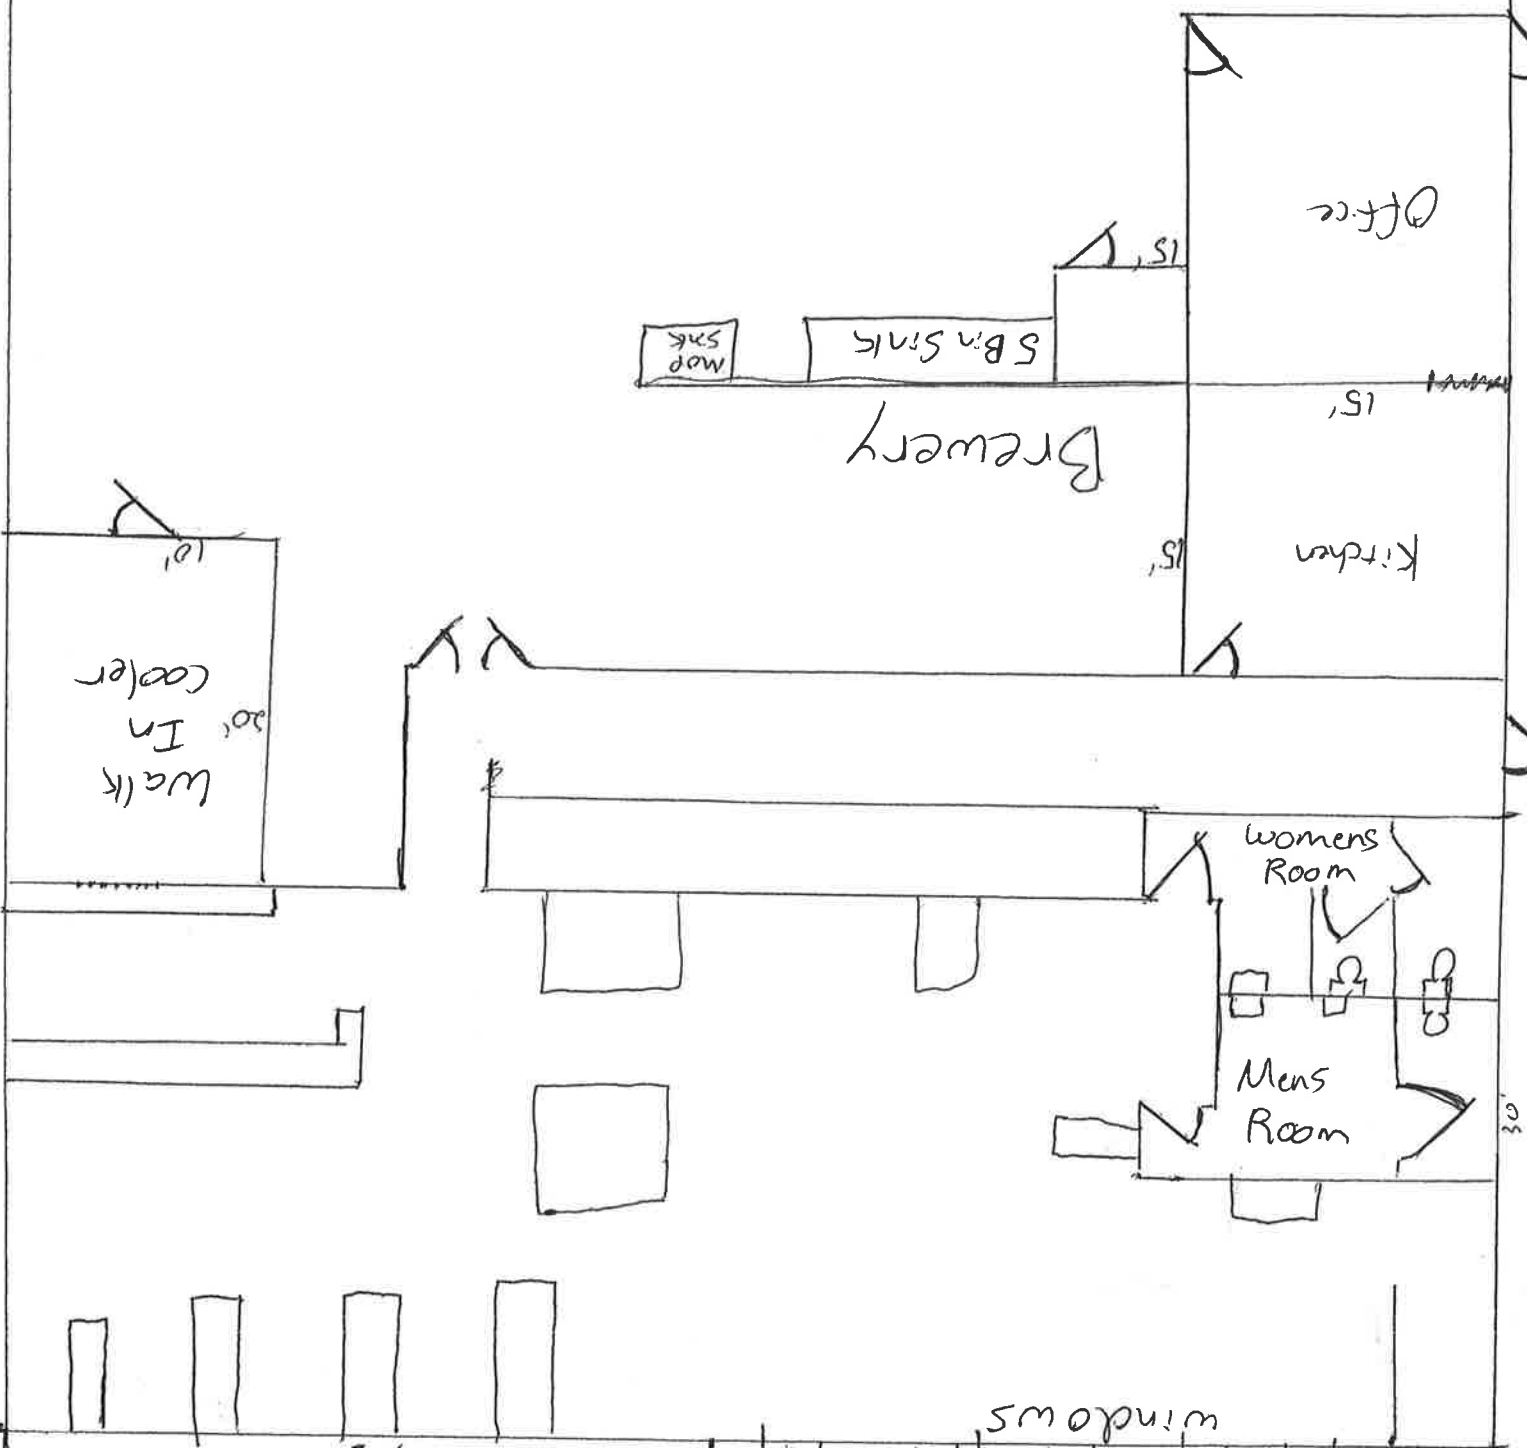 Office
15'
5 Bin Sink
Mop
Sink
15'
Brewery
Kitchen
15'
10'
Walk
In
Cooler
20'
Womens
Room
Mens
Room
30'
Windows